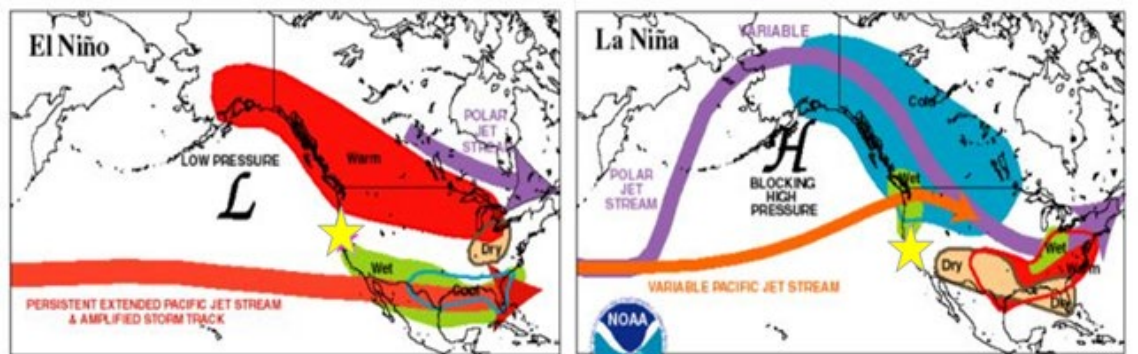 El Niño
POLAR
JET
STREAM
LOW PRESSURE
L
Warm
Dry
Wet
Cool
PERSISTENT EXTENDED PACIFIC JET STREAM
& AMPLIFIED STORM TRACK
La Niña
VARIABLE
Cold
H
BLOCKING
HIGH
PRESSURE
POLAR
JET
STREAM
Wet
Wet
Dry
Warm
Dry
VARIABLE PACIFIC JET STREAM
NOAA